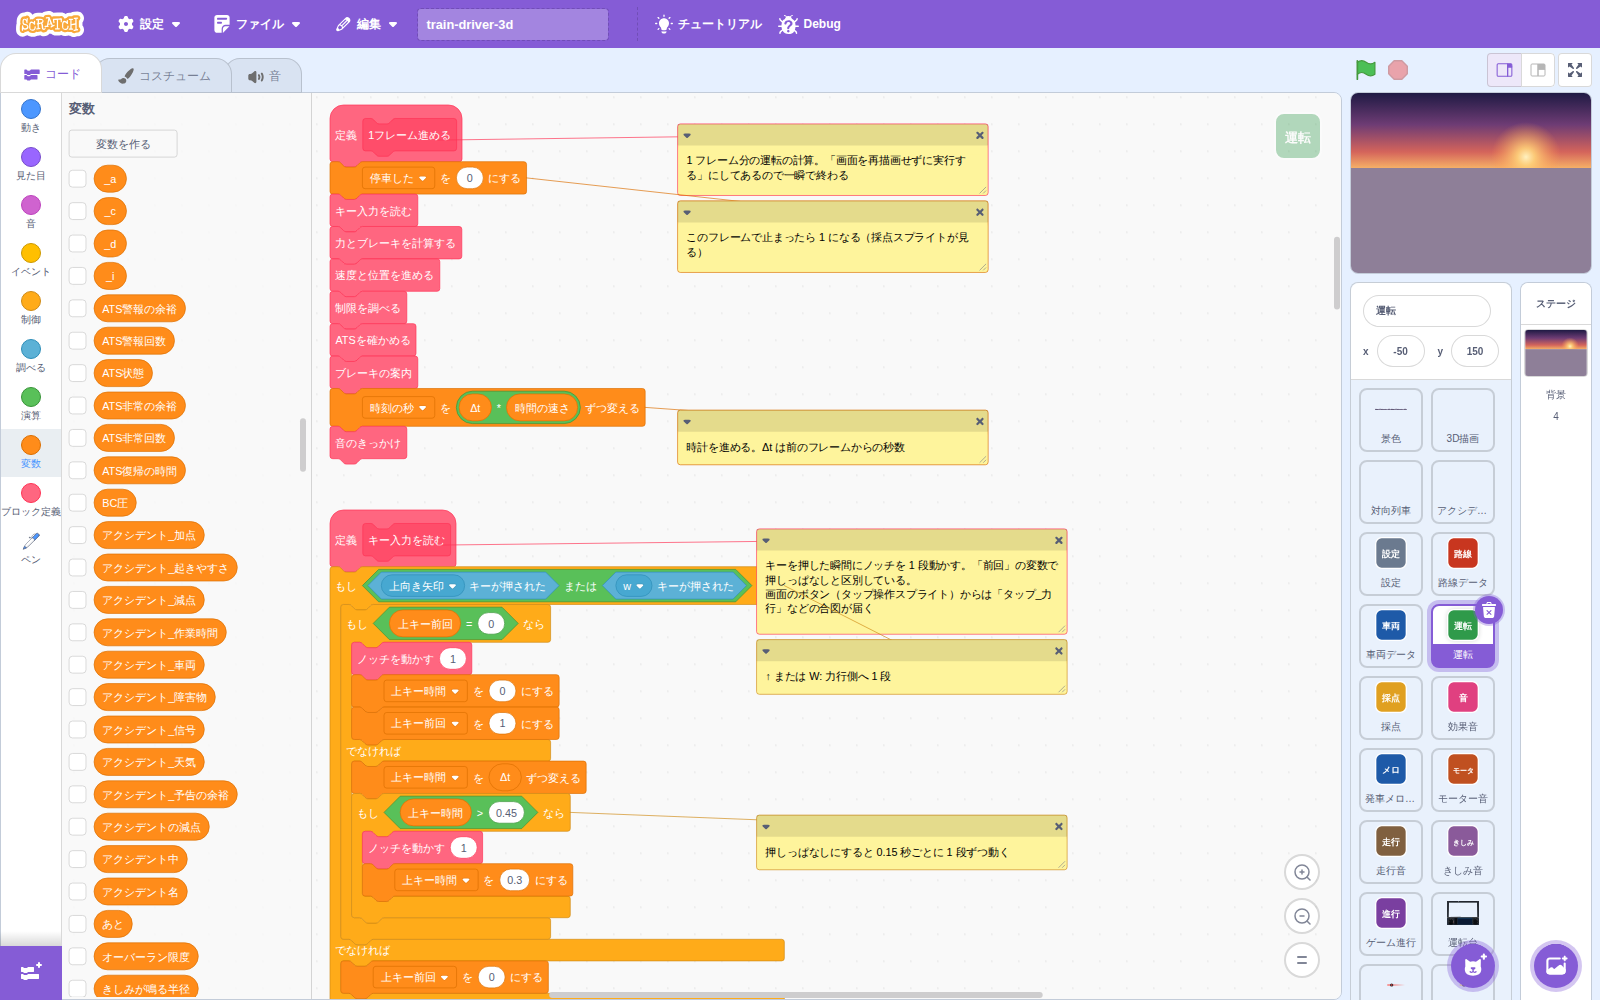 SCRATCH
設定
ファイル
編集
train-driver-3d
チュートリアル
Debug
コード
コスチューム
音
動き
見た目
音
イベント
制御
調べる
演算
変数
ブロック定義
ペン
変数
変数を作る
_a
_c
_d
_i
ATS警報の余裕
ATS警報回数
ATS状態
ATS非常の余裕
ATS非常回数
ATS復帰の時間
BC圧
アクシデント_加点
アクシデント_起きやすさ
アクシデント_減点
アクシデント_作業時間
アクシデント_車両
アクシデント_障害物
アクシデント_信号
アクシデント_天気
アクシデント_予告の余裕
アクシデントの減点
アクシデント中
アクシデント名
あと
オーバーラン限度
きしみが鳴る半径
定義 1フレーム進める
停車した を 0 にする
キー入力を読む
力とブレーキを計算する
速度と位置を進める
制限を調べる
ATSを確かめる
ブレーキの案内
時刻の秒 を Δt * 時間の速さ ずつ変える
音のきっかけ
1 フレーム分の運転の計算。「画面を再描画せずに実行す
る」にしてあるので一瞬で終わる
このフレームで止まったら 1 になる（採点スプライトが見
る）
時計を進める。Δt は前のフレームからの秒数
運転
定義 キー入力を読む
もし 上向き矢印 キーが押された または w キーが押された
もし 上キー前回 = 0 なら
ノッチを動かす 1
上キー時間 を 0 にする
上キー前回 を 1 にする
でなければ
上キー時間 を Δt ずつ変える
もし 上キー時間 > 0.45 なら
ノッチを動かす 1
上キー時間 を 0.3 にする
でなければ
上キー前回 を 0 にする
キーを押した瞬間にノッチを 1 段動かす。「前回」の変数で
押しっぱなしと区別している。
画面のボタン（タップ操作スプライト）からは「タップ_力
行」などの合図が届く
↑ または W: 力行側へ 1 段
押しっぱなしにすると 0.15 秒ごとに 1 段ずつ動く
運転
x -50 y 150
景色
3D描画
対向列車
アクシデ...
設定
設定
路線
路線データ
車両
車両データ
運転
運転
採点
採点
音
効果音
メロ
発車メロ...
モータ
モーター音
走行
走行音
きしみ
きしみ音
進行
ゲーム進行
運転台
ステージ
背景
4